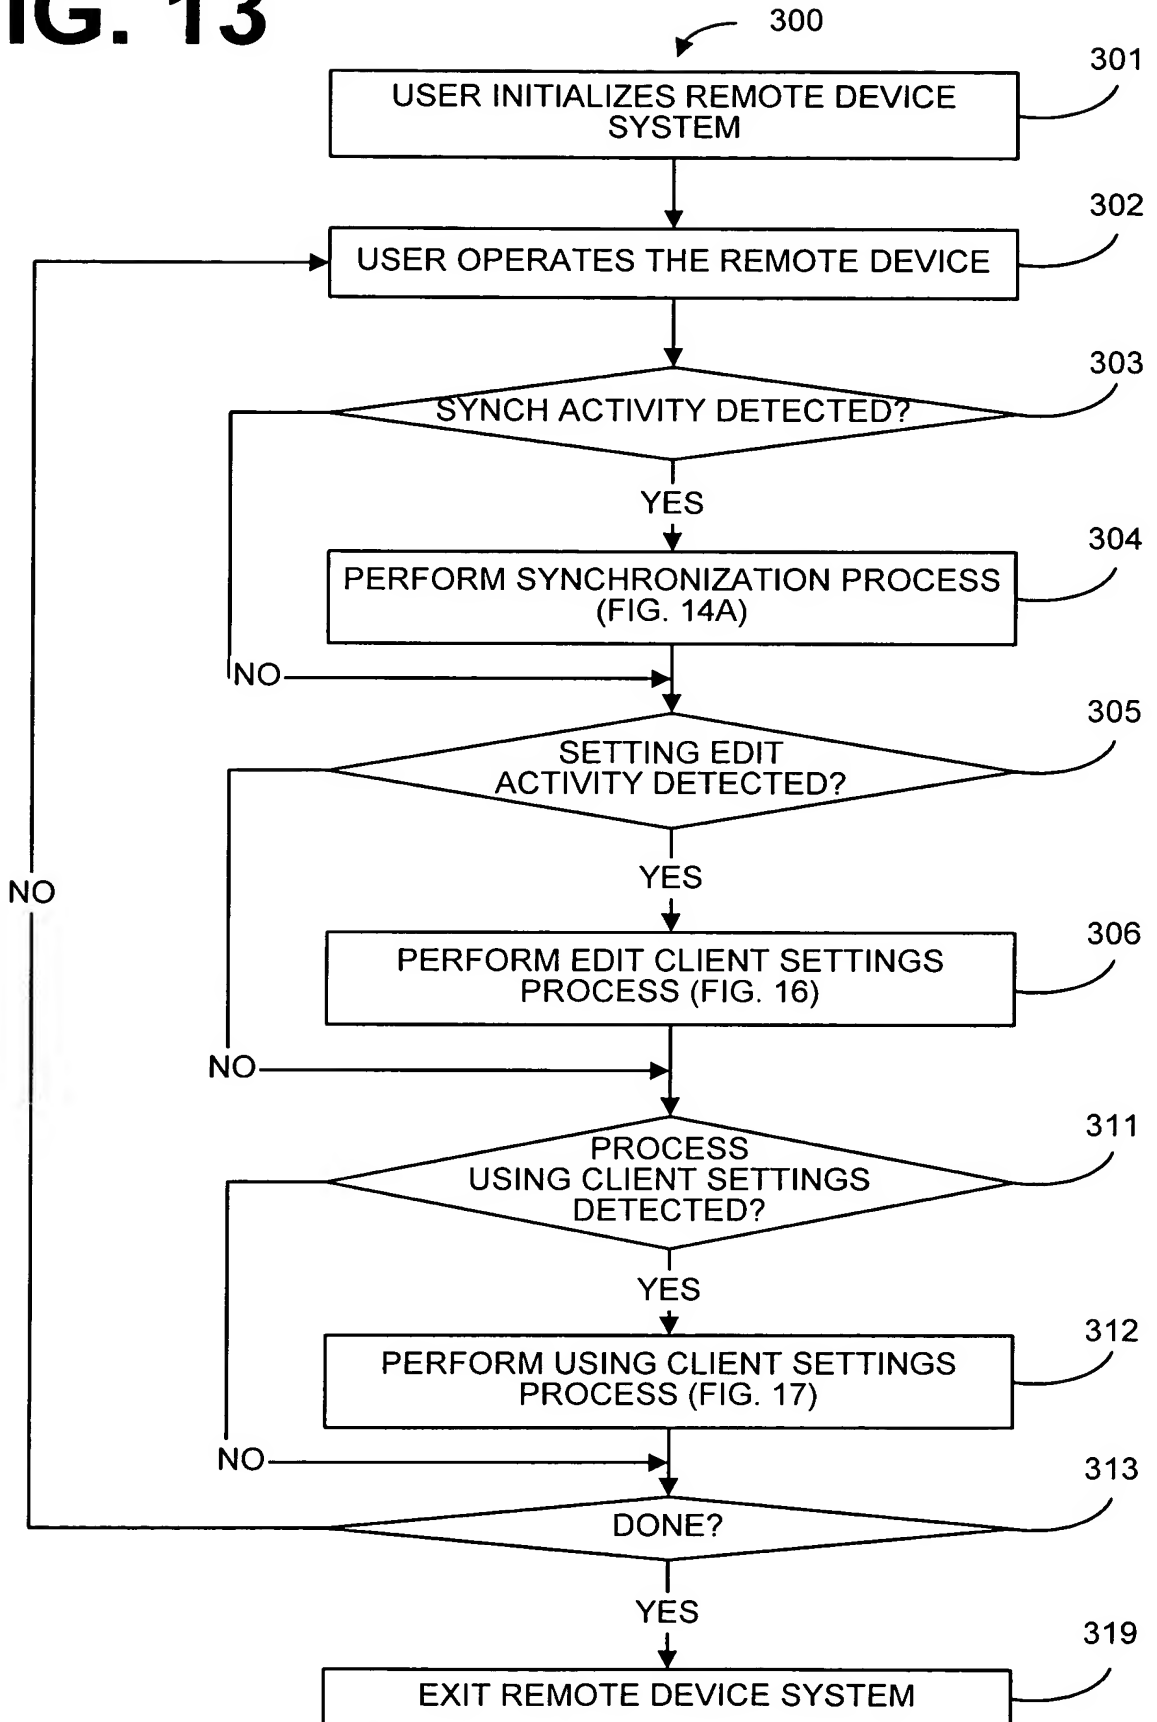 IG. 13
300
301
USER INITIALIZES REMOTE DEVICE
SYSTEM
302
USER OPERATES THE REMOTE DEVICE
303
SYNCH ACTIVITY DETECTED?
YES
304
PERFORM SYNCHRONIZATION PROCESS
(FIG. 14A)
NO
305
SETTING EDIT
ACTIVITY DETECTED?
YES
NO
306
PERFORM EDIT CLIENT SETTINGS
PROCESS (FIG. 16)
NO
311
PROCESS
USING CLIENT SETTINGS
DETECTED?
YES
312
PERFORM USING CLIENT SETTINGS
PROCESS (FIG. 17)
NO
313
DONE?
YES
319
EXIT REMOTE DEVICE SYSTEM